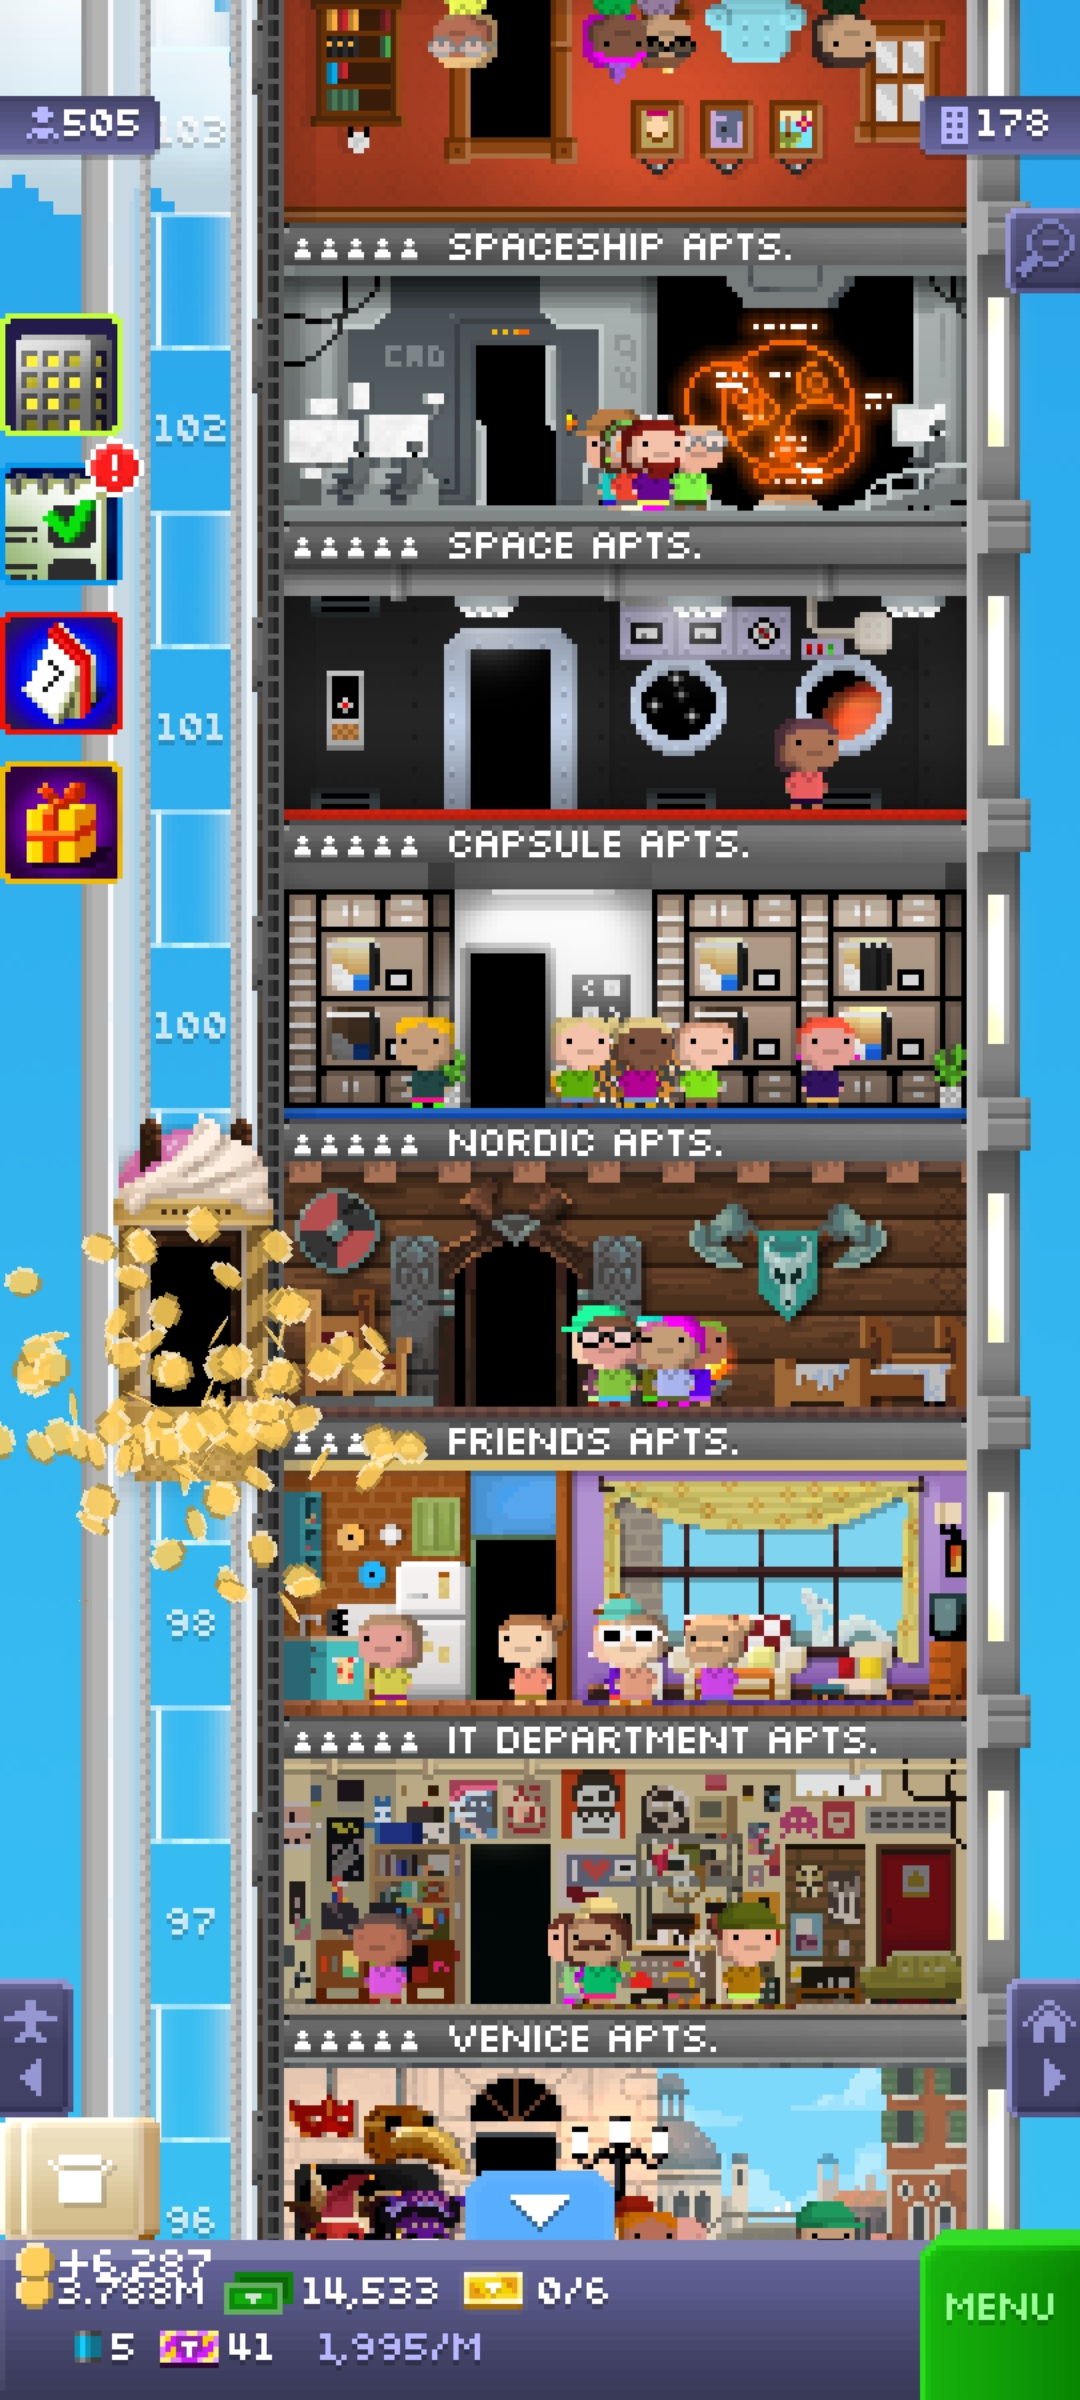 505
103
178
SPACESHIP APTS.
CMD
94
102
SPACE APTS.
101
CAPSULE APTS.
100
NORDIC APTS.
FRIENDS APTS.
98
IT DEPARTMENT APTS.
97
VENICE APTS.
96
+6,287
3.788M 14,533 0/6
5 41 1,995/M
MENU